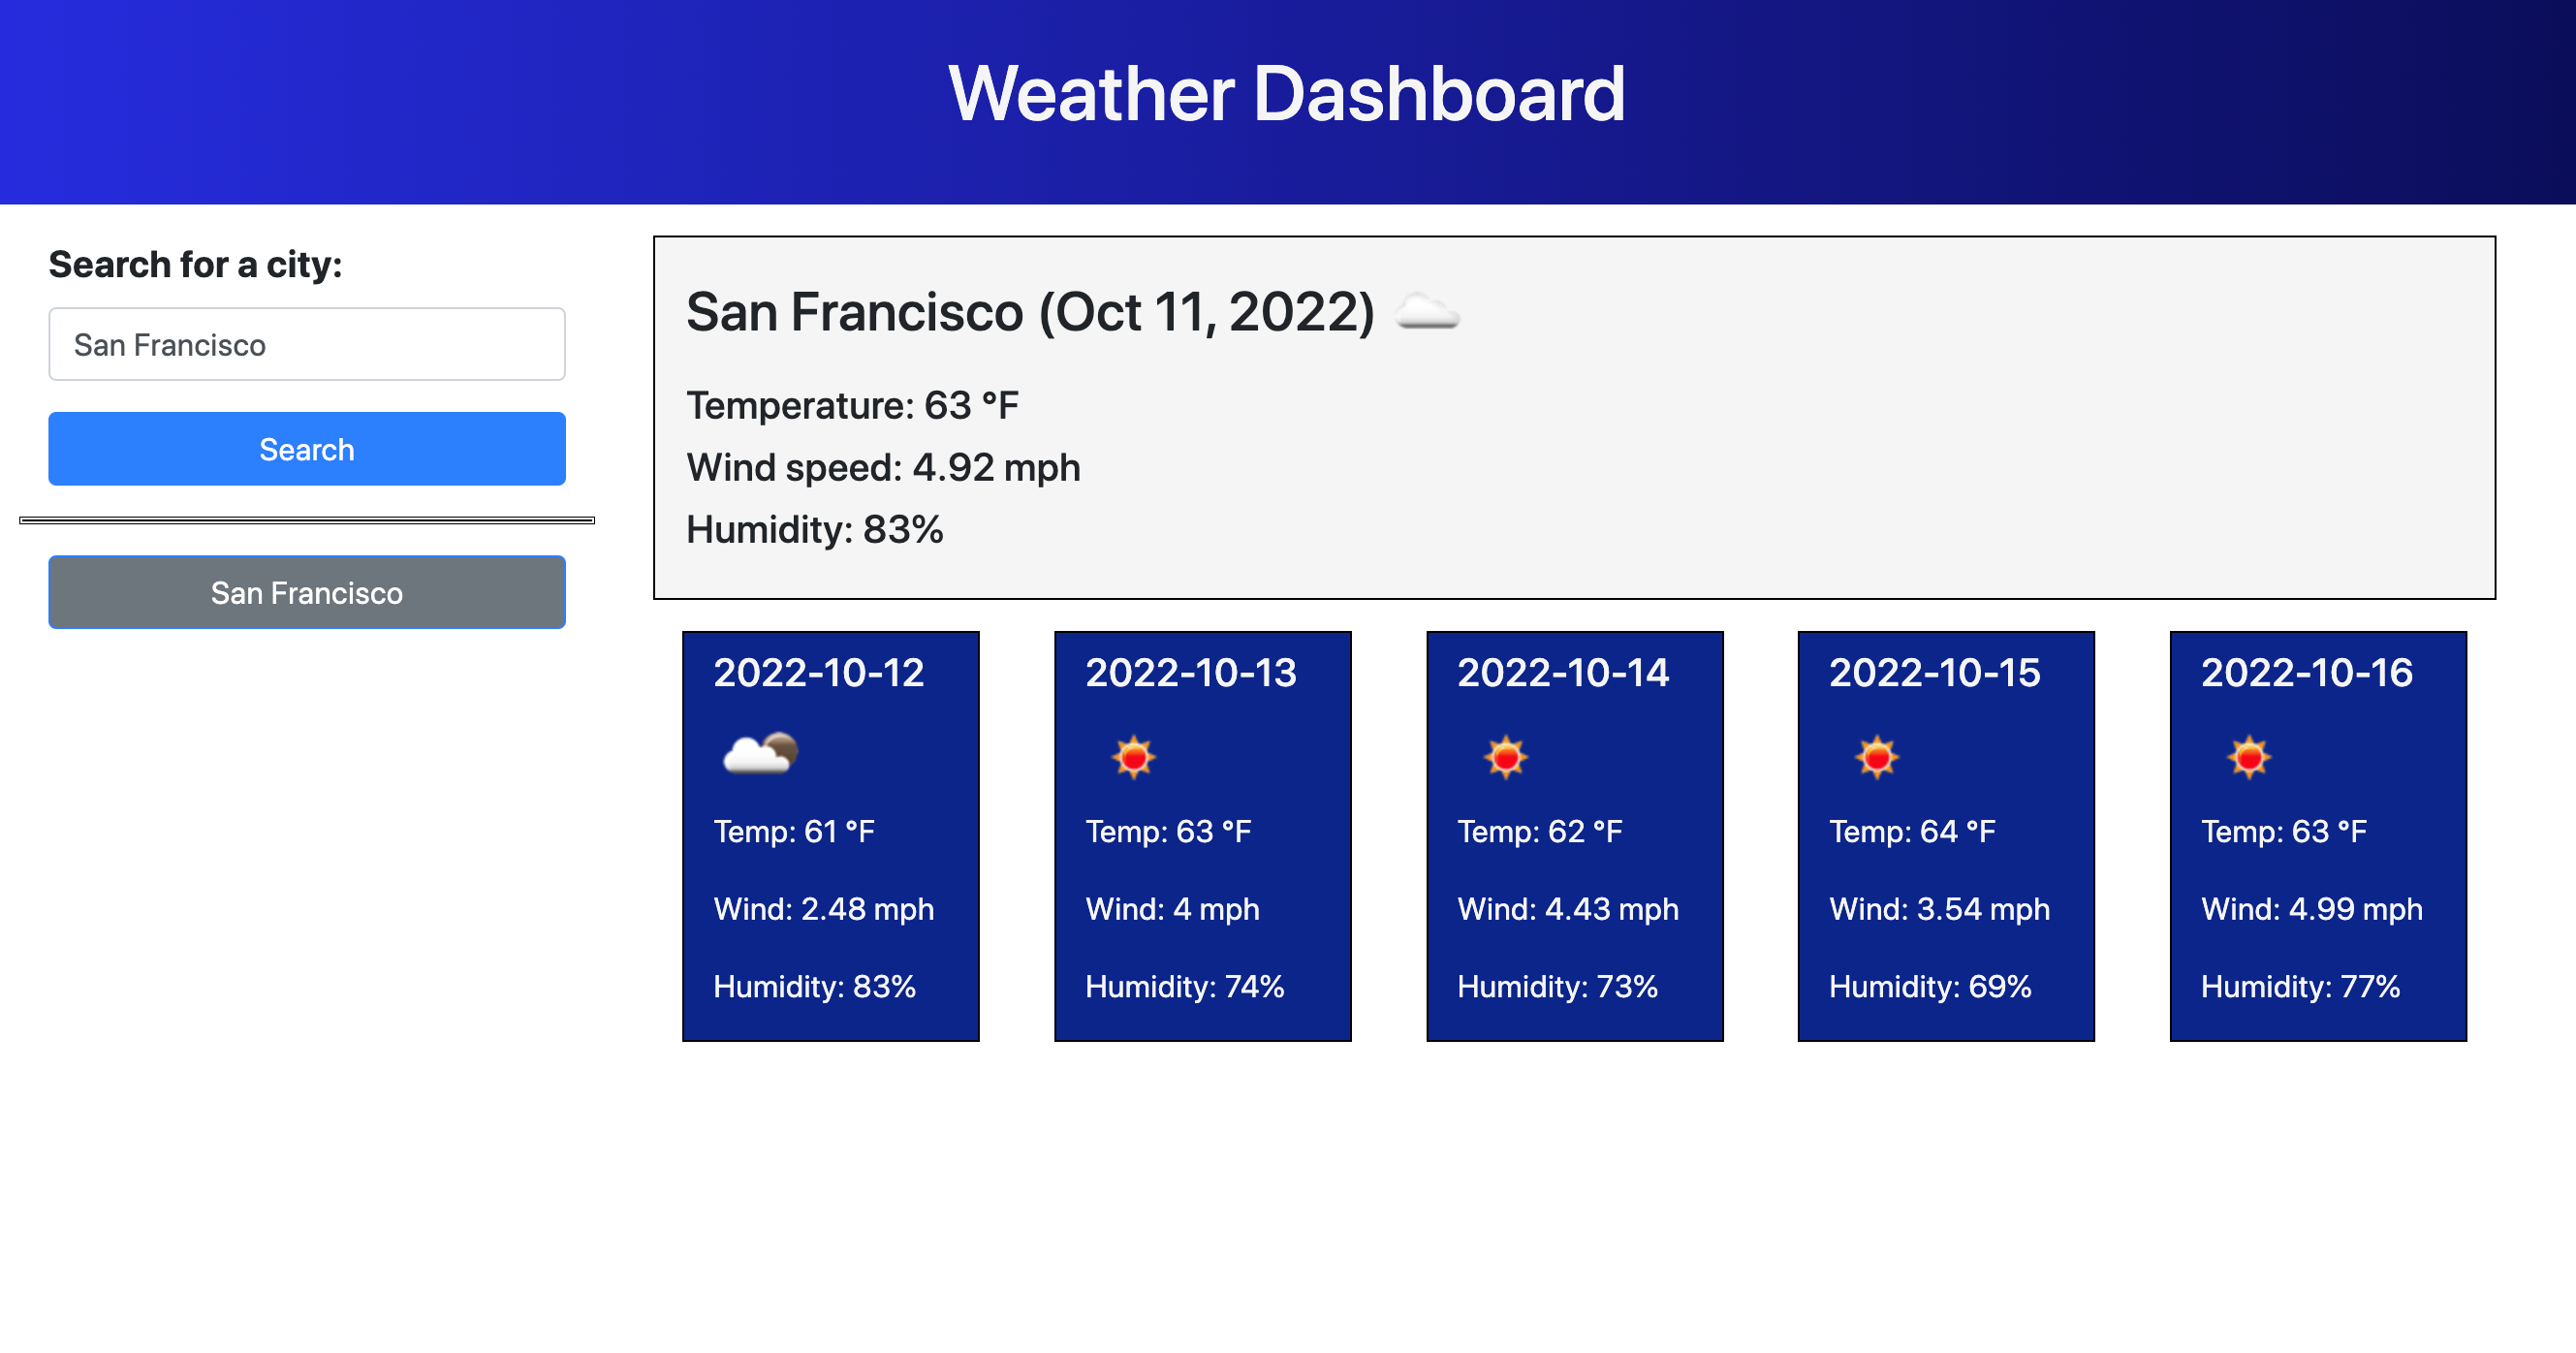 Weather Dashboard
Search for a city:
San Francisco
Search
San Francisco
San Francisco (Oct 11, 2022)
Temperature: 63 °F
Wind speed: 4.92 mph
Humidity: 83%
2022-10-12
Temp: 61 °F
Wind: 2.48 mph
Humidity: 83%
2022-10-13
Temp: 63 °F
Wind: 4 mph
Humidity: 74%
2022-10-14
Temp: 62 °F
Wind: 4.43 mph
Humidity: 73%
2022-10-15
Temp: 64 °F
Wind: 3.54 mph
Humidity: 69%
2022-10-16
Temp: 63 °F
Wind: 4.99 mph
Humidity: 77%